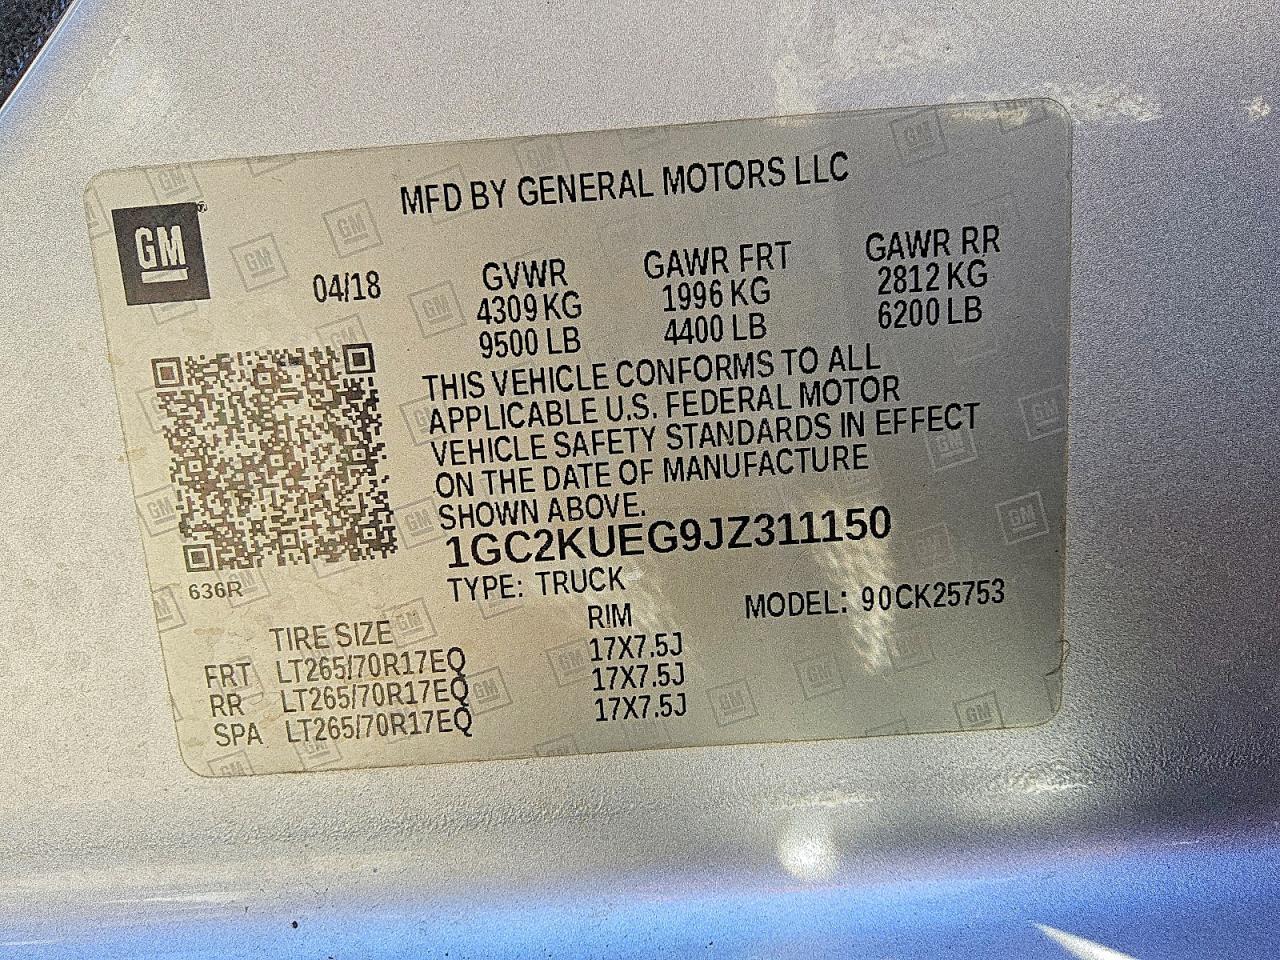 MFD BY GENERAL MOTORS LLC
GM
04/18
GVWR GAWR FRT GAWR RR
4309 KG 1996 KG 2812 KG
9500 LB 4400 LB 6200 LB
THIS VEHICLE CONFORMS TO ALL
APPLICABLE U.S. FEDERAL MOTOR
VEHICLE SAFETY STANDARDS IN EFFECT
ON THE DATE OF MANUFACTURE
SHOWN ABOVE.
1GC2KUEG9JZ311150
636R
TYPE: TRUCK MODEL: 90CK25753
TIRE SIZE RIM
FRT LT265/70R17EQ 17X7.5J
RR LT265/70R17EQ 17X7.5J
SPA LT265/70R17EQ 17X7.5J